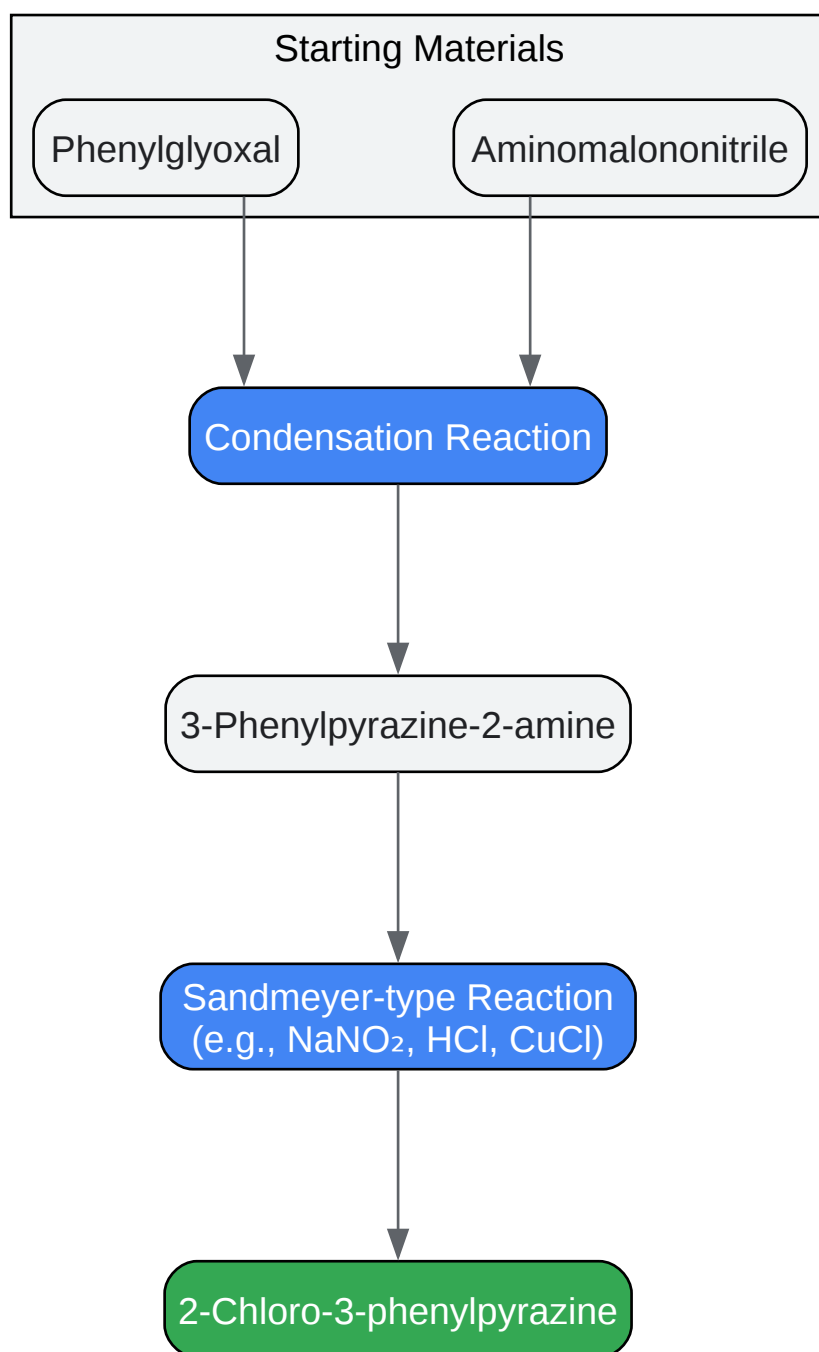 Starting Materials
Phenylglyoxal
Aminomalononitrile
Condensation Reaction
3-Phenylpyrazine-2-amine
Sandmeyer-type Reaction
(e.g., NaNO₂, HCl, CuCl)
2-Chloro-3-phenylpyrazine